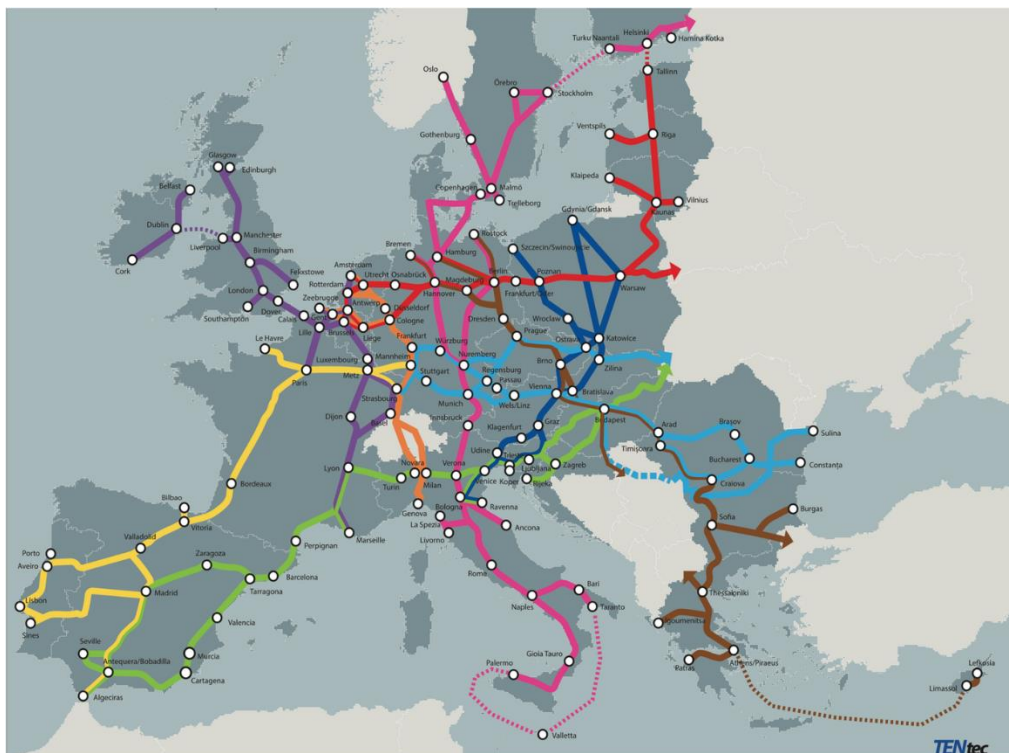 Oslo
Örebro
Stockholm
Turku Naantali
Helsinki
Hamina Kotka
Tallinn
Gothenburg
Ventspils
Riga
Glasgow
Edinburgh
Belfast
Copenhagen
Malmö
Trelleborg
Klaipeda
Vilnius
Kaunas
Dublin
Manchester
Liverpool
Cork
Birmingham
Felixstowe
London
Dover
Southampton
Calais
Gdynia/Gdansk
Rostock
Szczecin/Swinoujscie
Bremen
Hamburg
Amsterdam
Utrecht
Osnabrück
Rotterdam
Magdeburg
Berlin
Poznan
Zeebrugge
Hannover
Frankfurt/Oder
Warsaw
Antwerp
Düsseldorf
Cologne
Brussels
Lille
Liège
Dresden
Wroclaw
Katowice
Le Havre
Frankfurt
Prague
Ostrava
Luxembourg
Mannheim
Würzburg
Nuremberg
Brno
Zilina
Paris
Metz
Stuttgart
Regensburg
Passau
Strasbourg
Munich
Wels/Linz
Vienna
Bratislava
Dijon
Basel
Innsbruck
Budapest
Klagenfurt
Graz
Arad
Brașov
Sulina
Timișonra
Udine
Bucharest
Constanța
Lyon
Novara
Milan
Verona
Venice
Trieste
Koper
Ljubljana
Zagreb
Rijeka
Craiova
Turin
Bordeaux
Genova
Bologna
Ravenna
La Spezia
Ancona
Livorno
Sofia
Burgas
Bilbao
Vitoria
Marseille
Perpignan
Porto
Aveiro
Valladolid
Zaragoza
Roma
Barcelona
Tarragona
Madrid
Lisbon
Sines
Naples
Bari
Taranto
Thessaloniki
Igoumenitsa
Valencia
Seville
Antequera/Bobadilla
Murcia
Cartagena
Algeciras
Gioia Tauro
Palermo
Patras
Athens/Piraeus
Lefkosia
Limassol
Valletta
TENtec